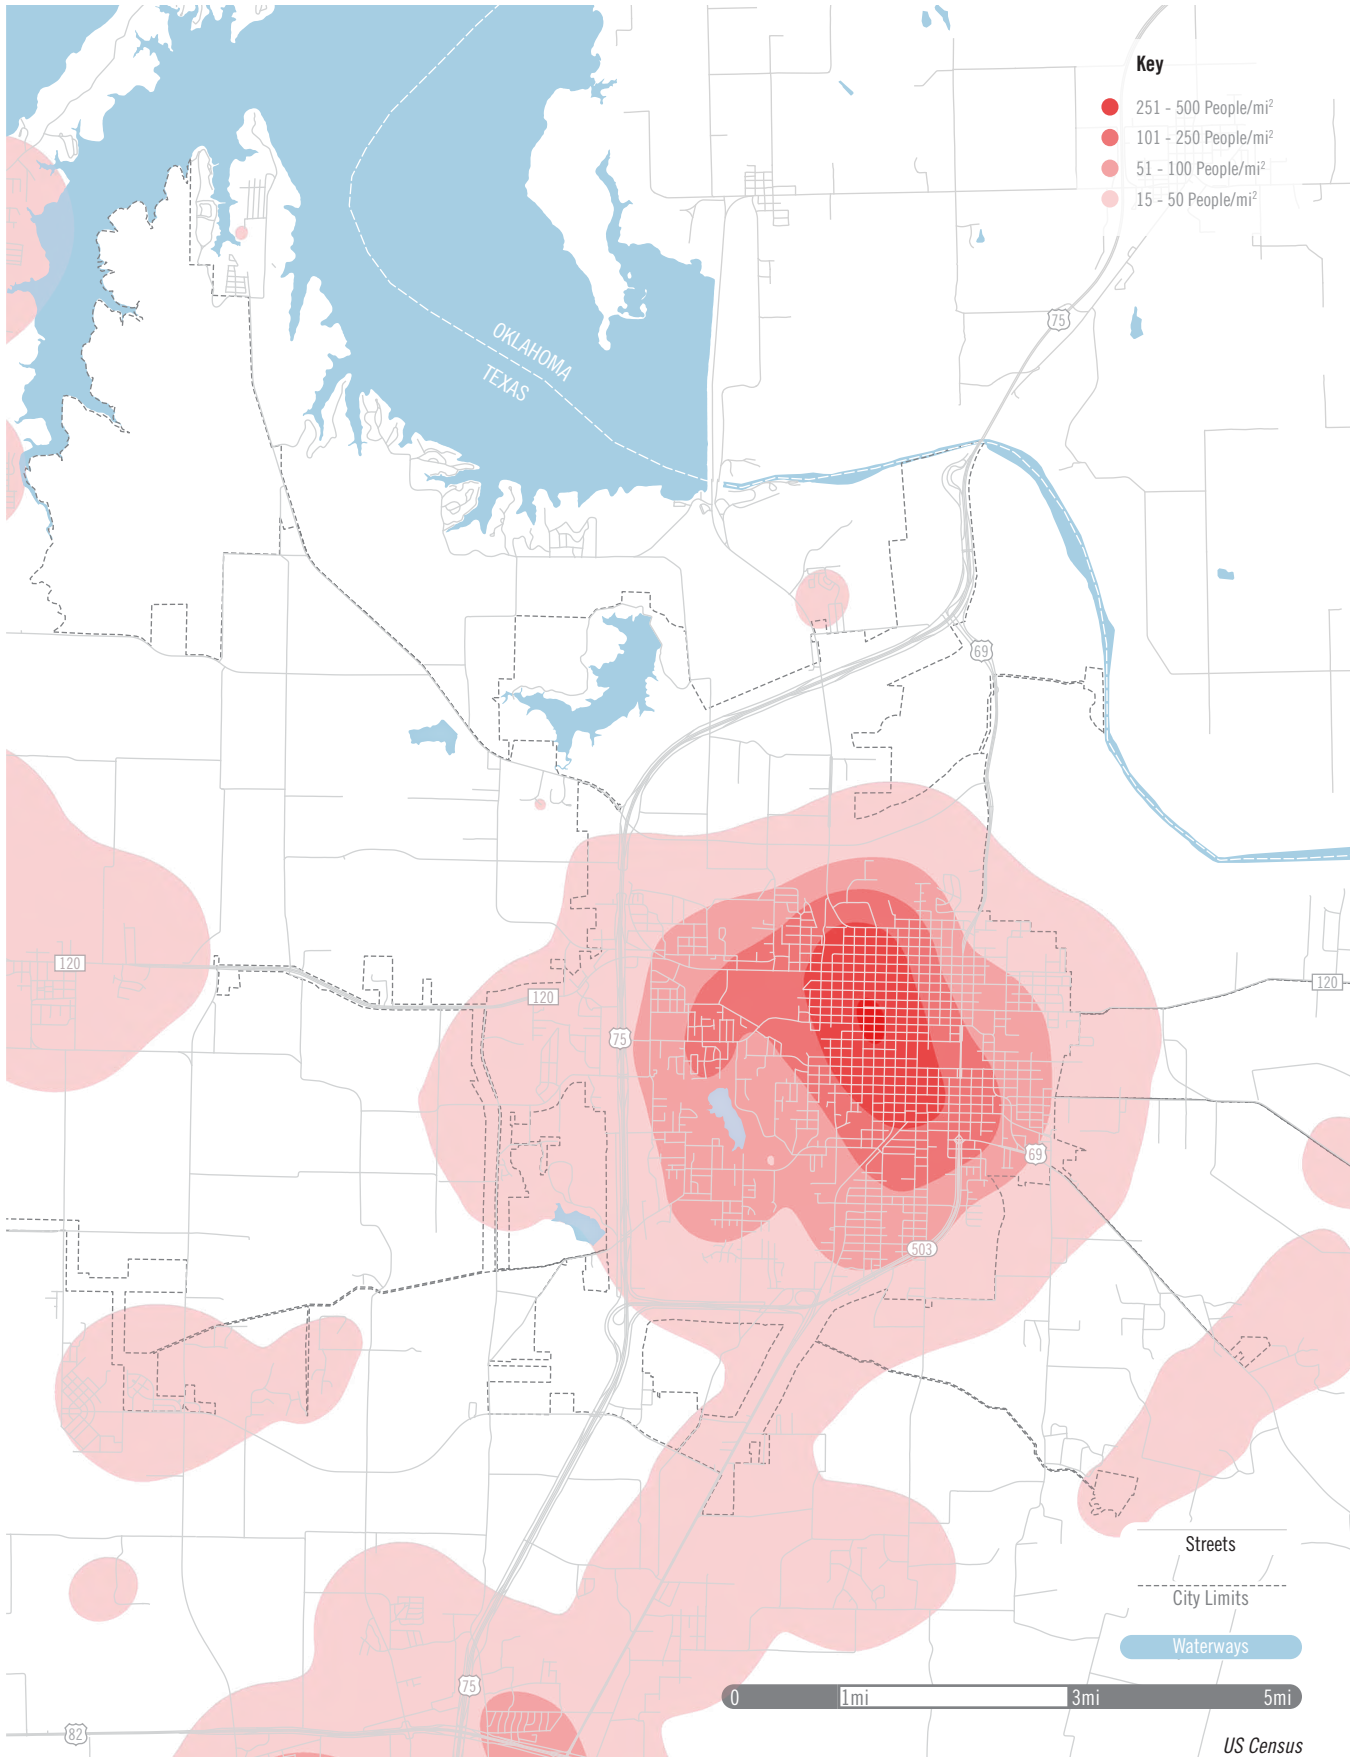 Key
251 - 500 People/mi²
101 - 250 People/mi²
51 - 100 People/mi²
15 - 50 People/mi²
75
OKLAHOMA
TEXAS
69
120
120
120
75
69
503
Streets
City Limits
Waterways
75
0 1mi 3mi 5mi
82
US Census